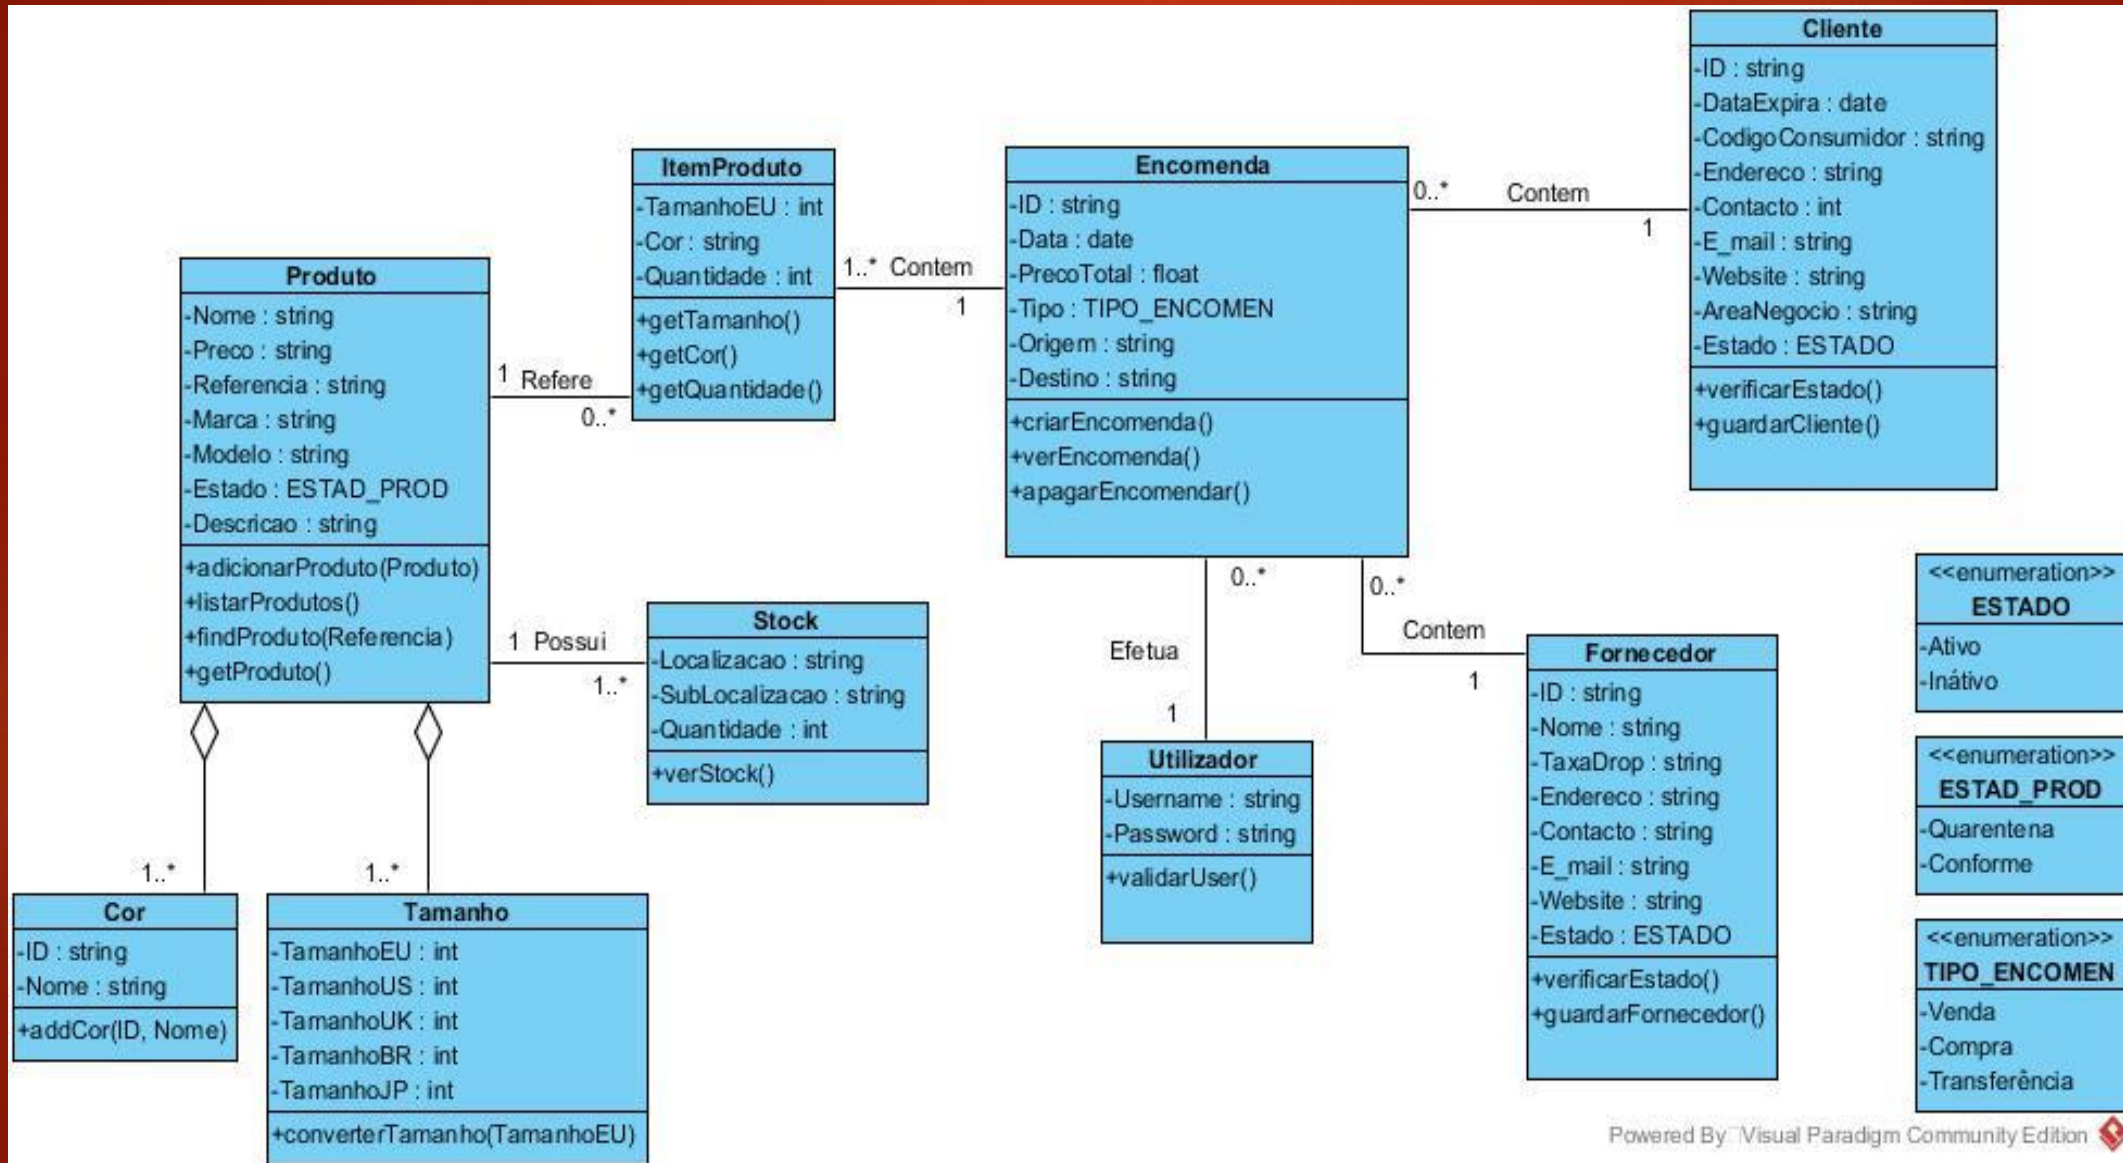 Cliente
-ID : string
-DataExpira : date
-CodigoConsumidor : string
-Endereco : string
-Contacto : int
-E_mail : string
-Website : string
-AreaNegocio : string
-Estado : ESTADO
+verificarEstado()
+guardarCliente()
ItemProduto
-TamanhoEU : int
-Cor : string
-Quantidade : int
+getTamanho()
+getCor()
+getQuantidade()
Encomenda
-ID : string
-Data : date
-PrecoTotal : float
-Tipo : TIPO_ENCOMEN
-Origem : string
-Destino : string
+criarEncomenda()
+verEncomenda()
+apagarEncomendar()
0..* Contem
1
1..* Contem
1
Produto
-Nome : string
-Preco : string
-Referência : string
-Marca : string
-Modelo : string
-Estado : ESTAD_PROD
-Descricao : string
+adicionarProduto(Produto)
+listarProdutos()
+findProduto(Referencia)
+getProduto()
1 Refere
0..*
1 Possui
1..*
Stock
-Localizacao : string
-SubLocalizacao : string
-Quantidade : int
+verStock()
0..*
Efetua
1
0..*
Contem
1
Utilizador
-Username : string
-Password : string
+validarUser()
Fornecedor
-ID : string
-Nome : string
-TaxaDrop : string
-Endereco : string
-Contacto : string
-E_mail : string
-Website : string
-Estado : ESTADO
+verificarEstado()
+guardarFornecedor()
<<enumeration>>
ESTADO
-Ativo
-Inátivo
<<enumeration>>
ESTAD_PROD
-Quarentena
-Conforme
<<enumeration>>
TIPO_ENCOMEN
-Venda
-Compra
-Transferência
1..*
1..*
Cor
-ID : string
-Nome : string
+addCor(ID, Nome)
Tamanho
-TamanhoEU : int
-TamanhoUS : int
-TamanhoUK : int
-TamanhoBR : int
-TamanhoJP : int
+converterTamanho(TamanhoEU)
Powered By Visual Paradigm Community Edition